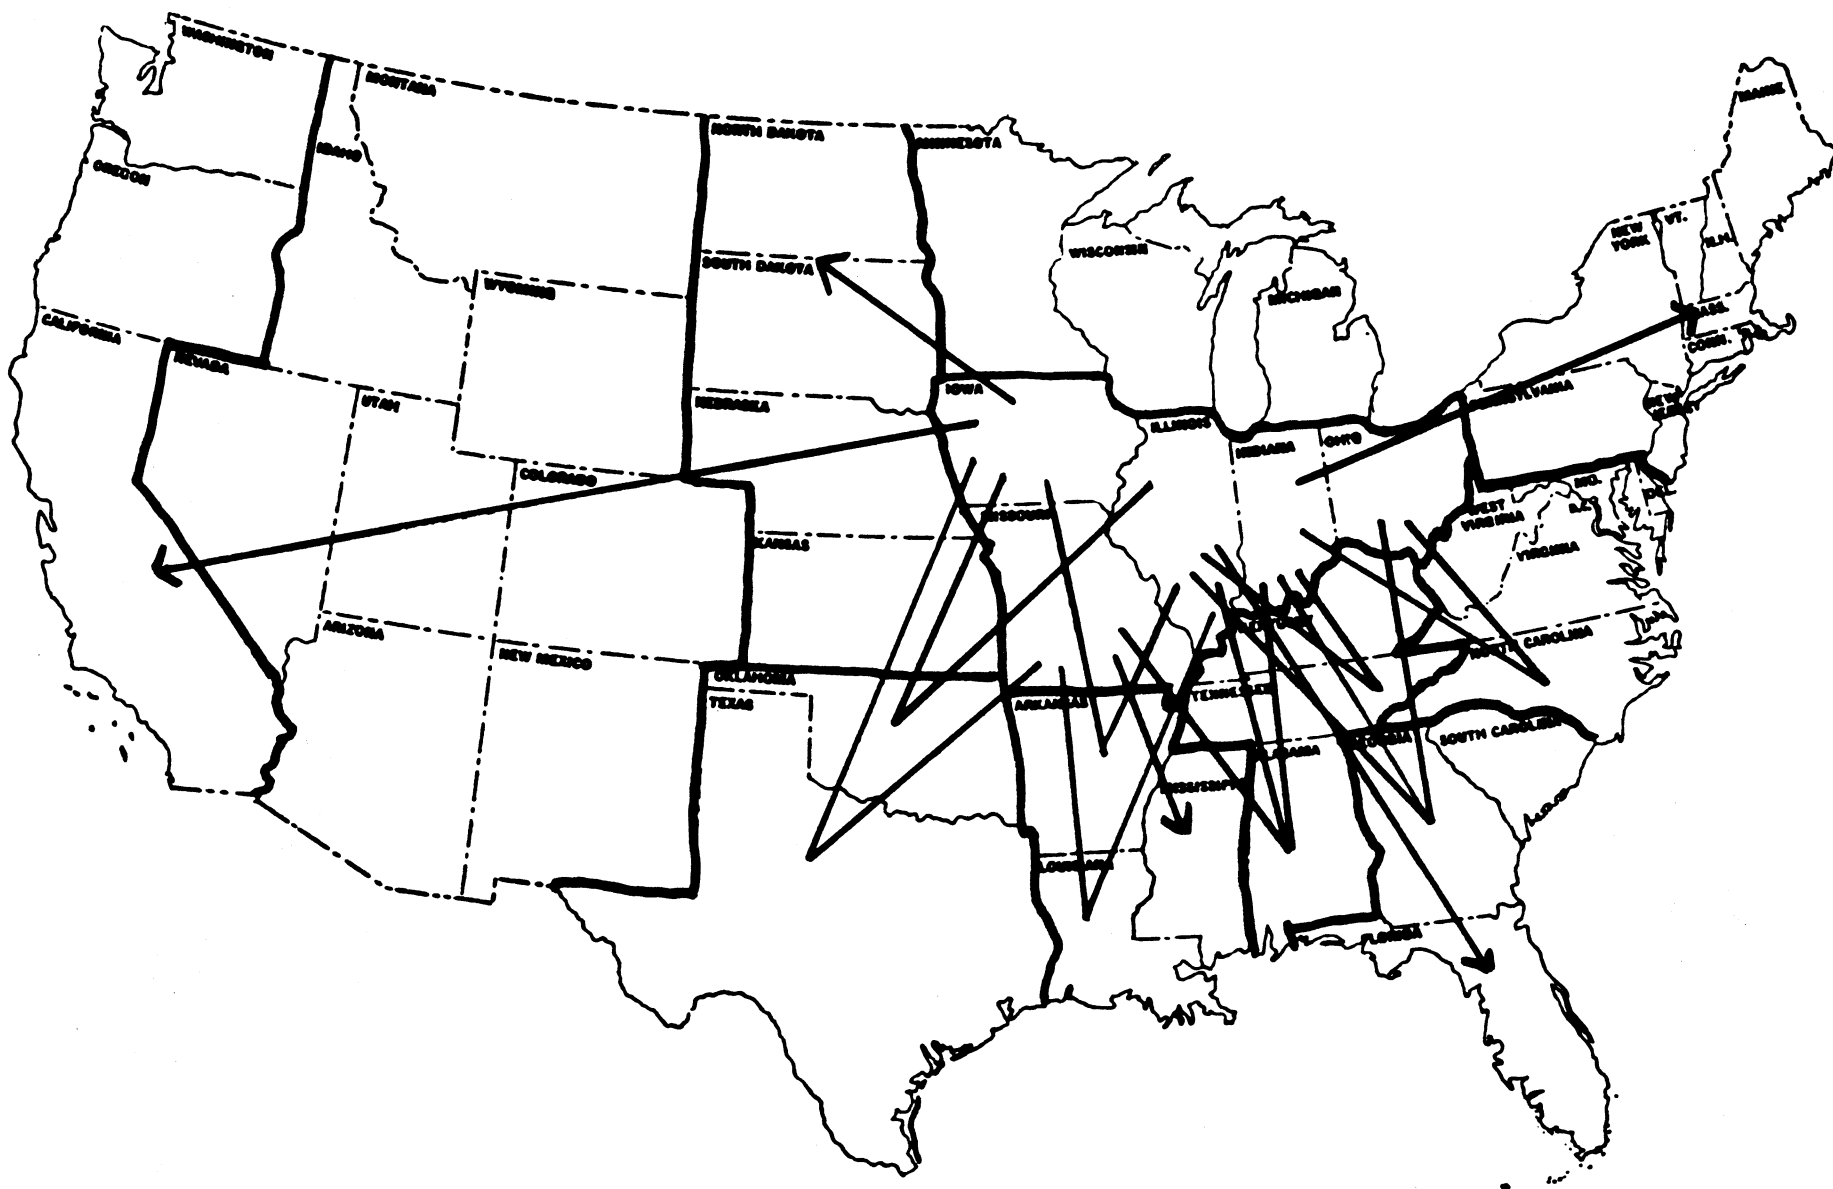 WASHINGTON
MONTANA
NORTH DAKOTA
MINNESOTA
MAINE
IDAHO
OREGON
VT.
NEW
YORK
N.H.
WISCONSIN
SOUTH DAKOTA
WYOMING
MICHIGAN
MASS.
CALIFORNIA
CONN.
NEVADA
IOWA
PENNSYLVANIA
UTAH
NEBRASKA
NEW
JERSEY
ILLINOIS
INDIANA
OHIO
COLORADO
MD.
WEST
VIRGINIA
D.C.
MISSOURI
KANSAS
VIRGINIA
KENTUCKY
ARIZONA
NORTH CAROLINA
NEW MEXICO
OKLAHOMA
TEXAS
TENNESSEE
ARKANSAS
SOUTH CAROLINA
GEORGIA
ALABAMA
MISSISSIPPI
LOUISIANA
FLORIDA